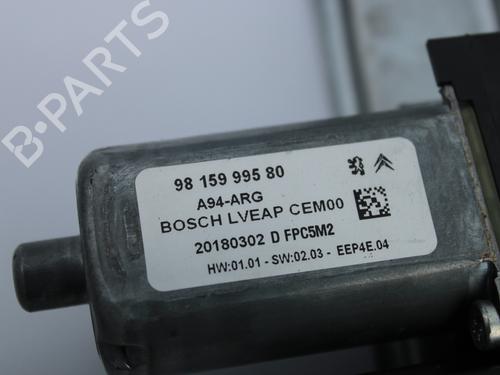 B-PARTS
98 159 995 80
A94-ARG
BOSCH LVEAP CEM00
20180302 D FPC5M2
HW:01.01 - SW:02.03 - EEP4E.04